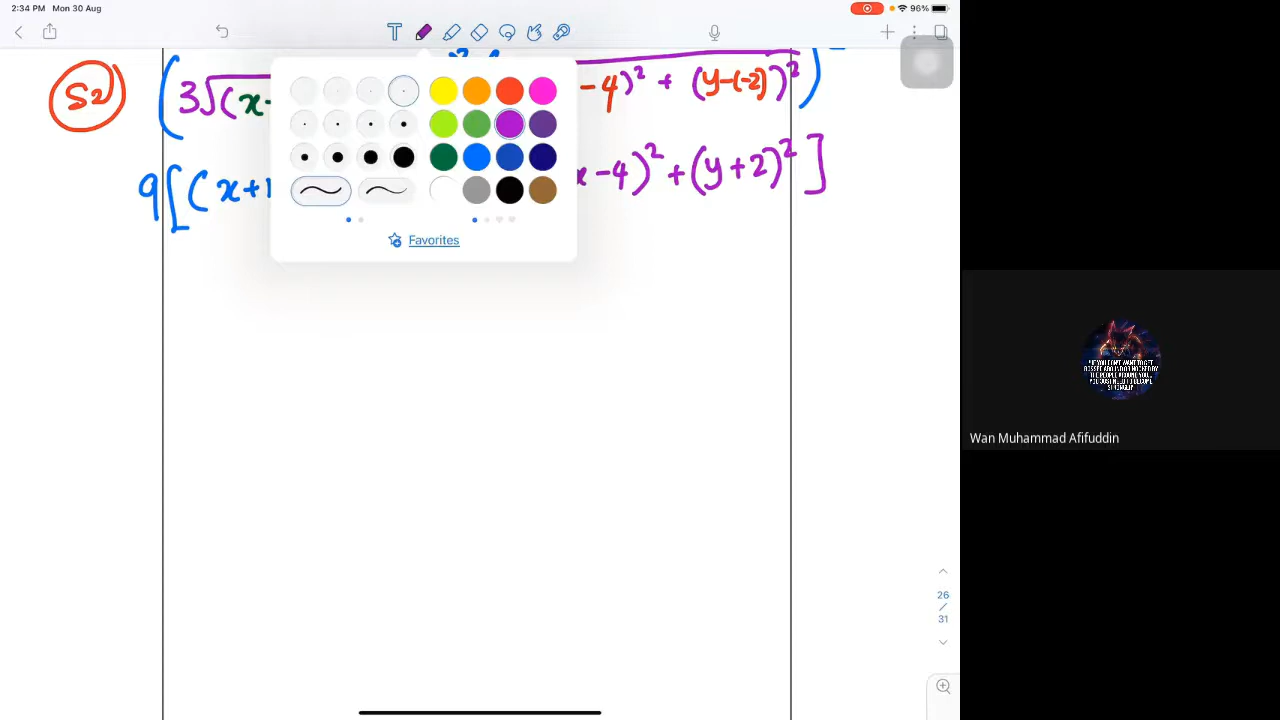 2:34 PM Mon 30 Aug
96%
T
S2 ( 3√(x- -4)² + (y-(-2))²
9[(x+1 x-4)² + (y+2)²]
Favorites
Wan Muhammad Afifuddin
26
/
31